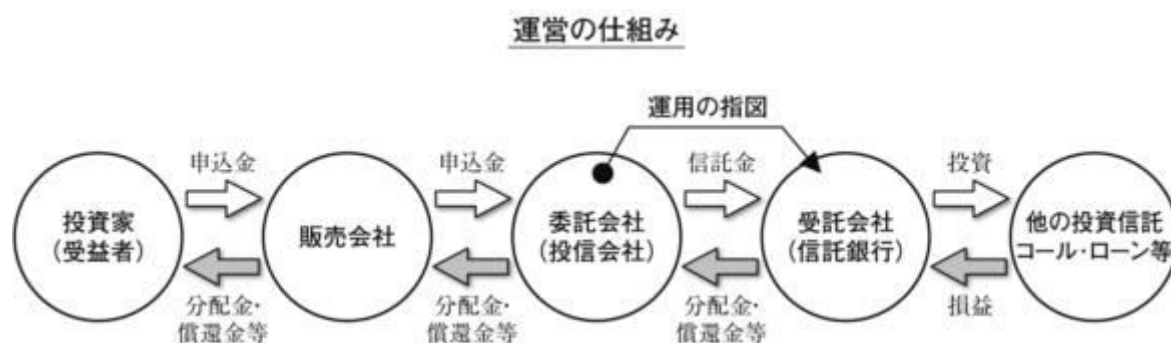 運営の仕組み
運用の指図
申込金
申込金
信託金
投資
投資家
(受益者)
販売会社
委託会社
(投信会社)
受託会社
(信託銀行)
他の投資信託
コール・ローン等
分配金・
償還金等
分配金・
償還金等
分配金・
償還金等
損益